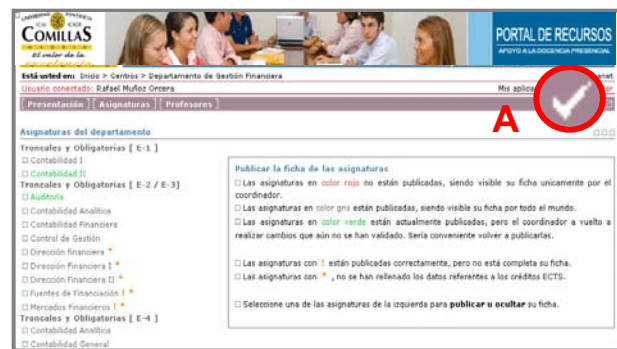 COMILLAS
El valor de la
excelencia
PORTAL DE RECURSOS
APOYO A LA DOCENCIA PRESENCIAL
Está usted en: Inicio > Centros > Departamento de Gestión Financiera
Usuario conectado: Rafael Muñoz Orcera
Mis aplica
[ Presentación ] [ Asignaturas ] [ Profesores ]
A
Asignaturas del departamento
Troncales y Obligatorias [ E-1 ]
Contabilidad I
Contabilidad II
Troncales y Obligatorias [ E-2 / E-3]
Auditoría
Contabilidad Analítica
Contabilidad Financiera
Control de Gestión
Dirección financiera *
Dirección Financiera I *
Dirección Financiera II *
Fuentes de Financiación ! *
Mercados Financieros ! *
Troncales y Obligatorias [ E-4 ]
Contabilidad Analítica
Contabilidad General
Publicar la ficha de las asignaturas
Las asignaturas en color rojo no están publicadas, siendo visible su ficha unicamente por el
coordinador.
Las asignaturas en color gris están publicadas, siendo visible su ficha por todo el mundo.
Las asignaturas en color verde están actualmente publicadas, pero el coordinador a vuelto a
realizar cambios que aún no se han validado. Sería conveniente volver a publicarlas.
Las asignaturas con ! están publicadas correctamente, pero no está completa su ficha.
Las asignaturas con * , no se han rellenado los datos referentes a los créditos ECTS.
Seleccione una de las asignaturas de la izquierda para publicar u ocultar su ficha.